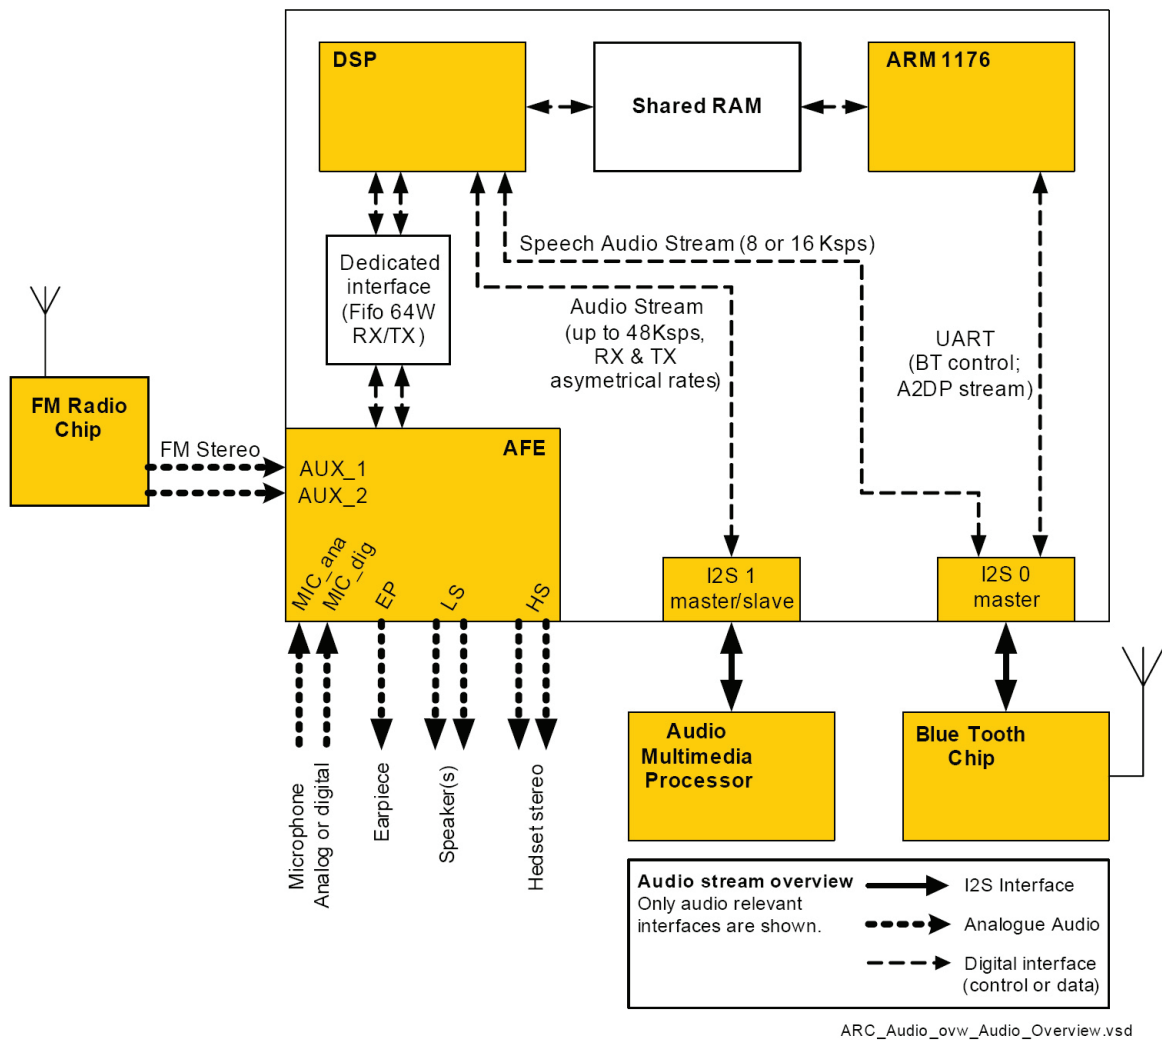 DSP
Shared RAM
ARM 1176
Speech Audio Stream (8 or 16 Ksps)
Dedicated
interface
(Fifo 64W
RX/TX)
Audio Stream
(up to 48Ksps,
RX & TX
asymetrical rates)
UART
(BT control;
A2DP stream)
FM Radio
Chip
FM Stereo
AFE
AUX_1
AUX_2
MIC_ana
MIC_dig
EP
LS
HS
I2S 1
master/slave
I2S 0
master
Microphone
Analog or digital
Earpiece
Speaker(s)
Hedset stereo
Audio
Multimedia
Processor
Blue Tooth
Chip
Audio stream overview
Only audio relevant
interfaces are shown.
I2S Interface
Analogue Audio
Digital interface
(control or data)
ARC_Audio_ovw_Audio_Overview.vsd